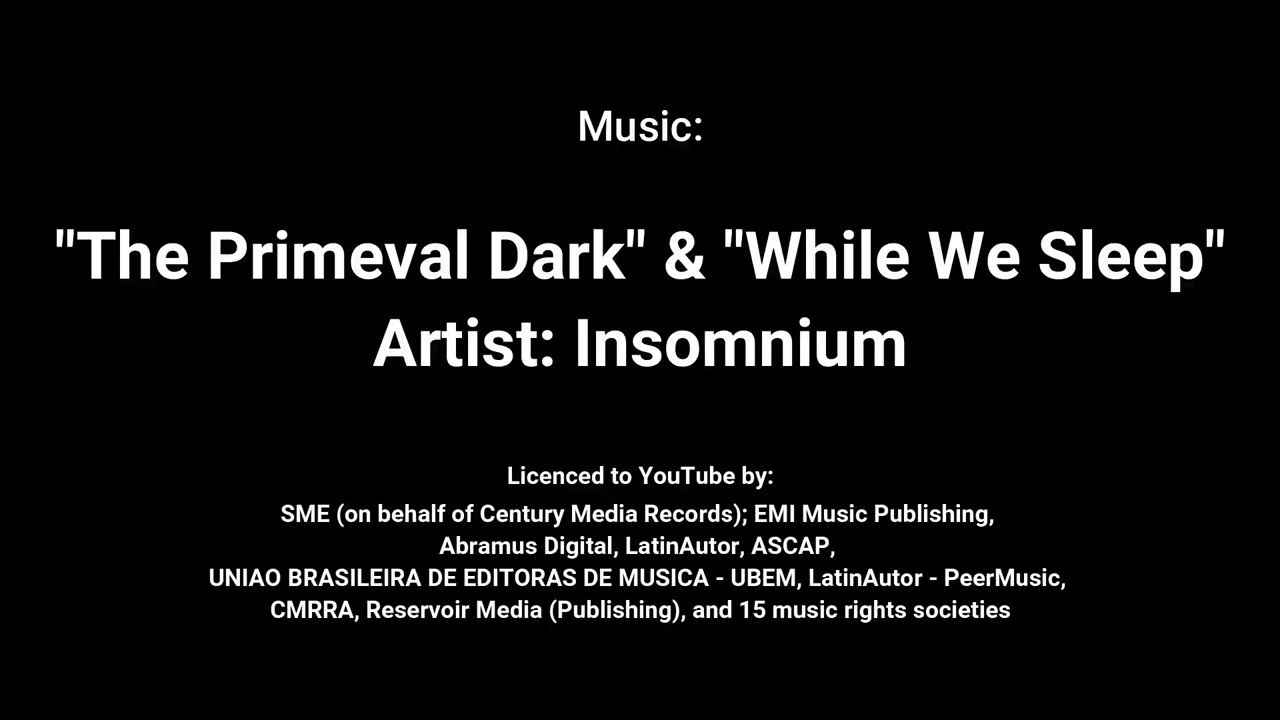 Music:
"The Primeval Dark" & "While We Sleep"
Artist: Insomnium
Licenced to YouTube by:
SME (on behalf of Century Media Records); EMI Music Publishing,
Abramus Digital, LatinAutor, ASCAP,
UNIAO BRASILEIRA DE EDITORAS DE MUSICA - UBEM, LatinAutor - PeerMusic,
CMRRA, Reservoir Media (Publishing), and 15 music rights societies